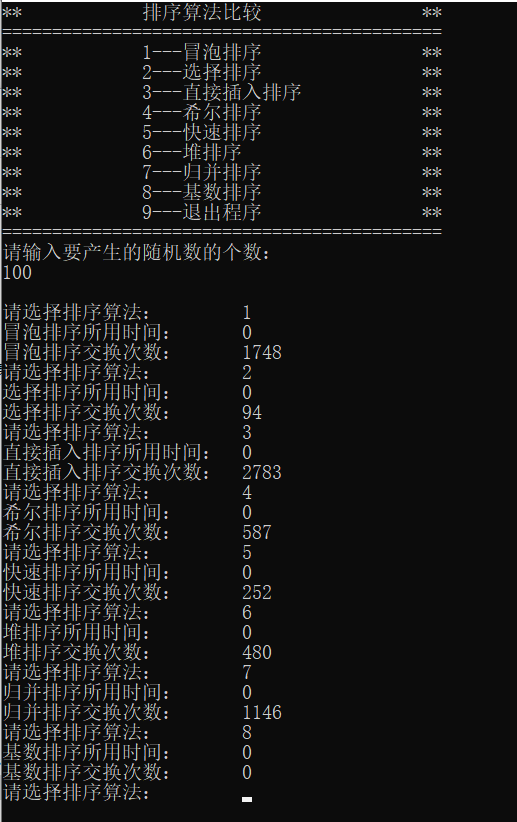 **            排序算法比较                **
============================================
**            1---冒泡排序                **
**            2---选择排序                **
**            3---直接插入排序            **
**            4---希尔排序                **
**            5---快速排序                **
**            6---堆排序                  **
**            7---归并排序                **
**            8---基数排序                **
**            9---退出程序                **
============================================
请输入要产生的随机数的个数：
100
请选择排序算法：        1
冒泡排序所用时间：      0
冒泡排序交换次数：      1748
请选择排序算法：        2
选择排序所用时间：      0
选择排序交换次数：      94
请选择排序算法：        3
直接插入排序所用时间：  0
直接插入排序交换次数：  2783
请选择排序算法：        4
希尔排序所用时间：      0
希尔排序交换次数：      587
请选择排序算法：        5
快速排序所用时间：      0
快速排序交换次数：      252
请选择排序算法：        6
堆排序所用时间：        0
堆排序交换次数：        480
请选择排序算法：        7
归并排序所用时间：      0
归并排序交换次数：      1146
请选择排序算法：        8
基数排序所用时间：      0
基数排序交换次数：      0
请选择排序算法：